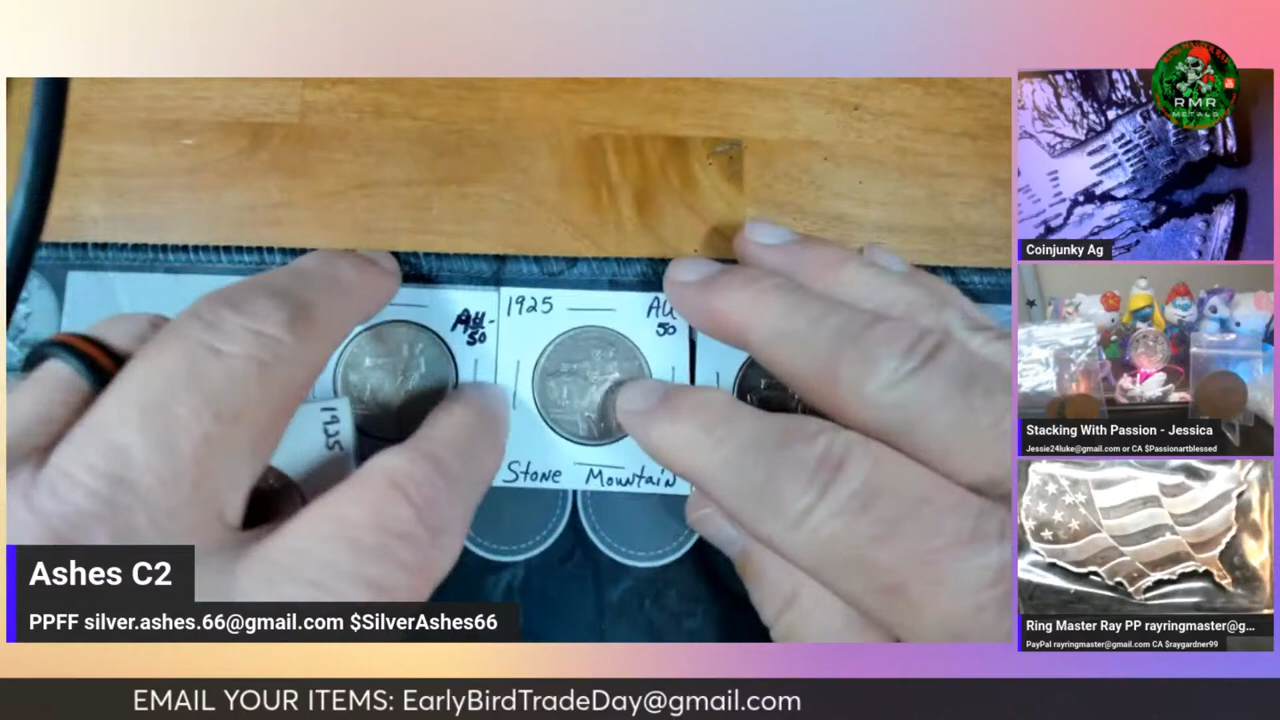 RMR
METALS
Coinjunky Ag
AU-
50
1925
AU
50
1925
Stone Mountain
Stacking With Passion - Jessica
Jessie24luke@gmail.com or CA $Passionartblessed
Ashes C2
PPFF silver.ashes.66@gmail.com $SilverAshes66
Ring Master Ray PP rayringmaster@g...
PayPal rayringmaster@gmail.com CA $raygardner99
EMAIL YOUR ITEMS: EarlyBirdTradeDay@gmail.com